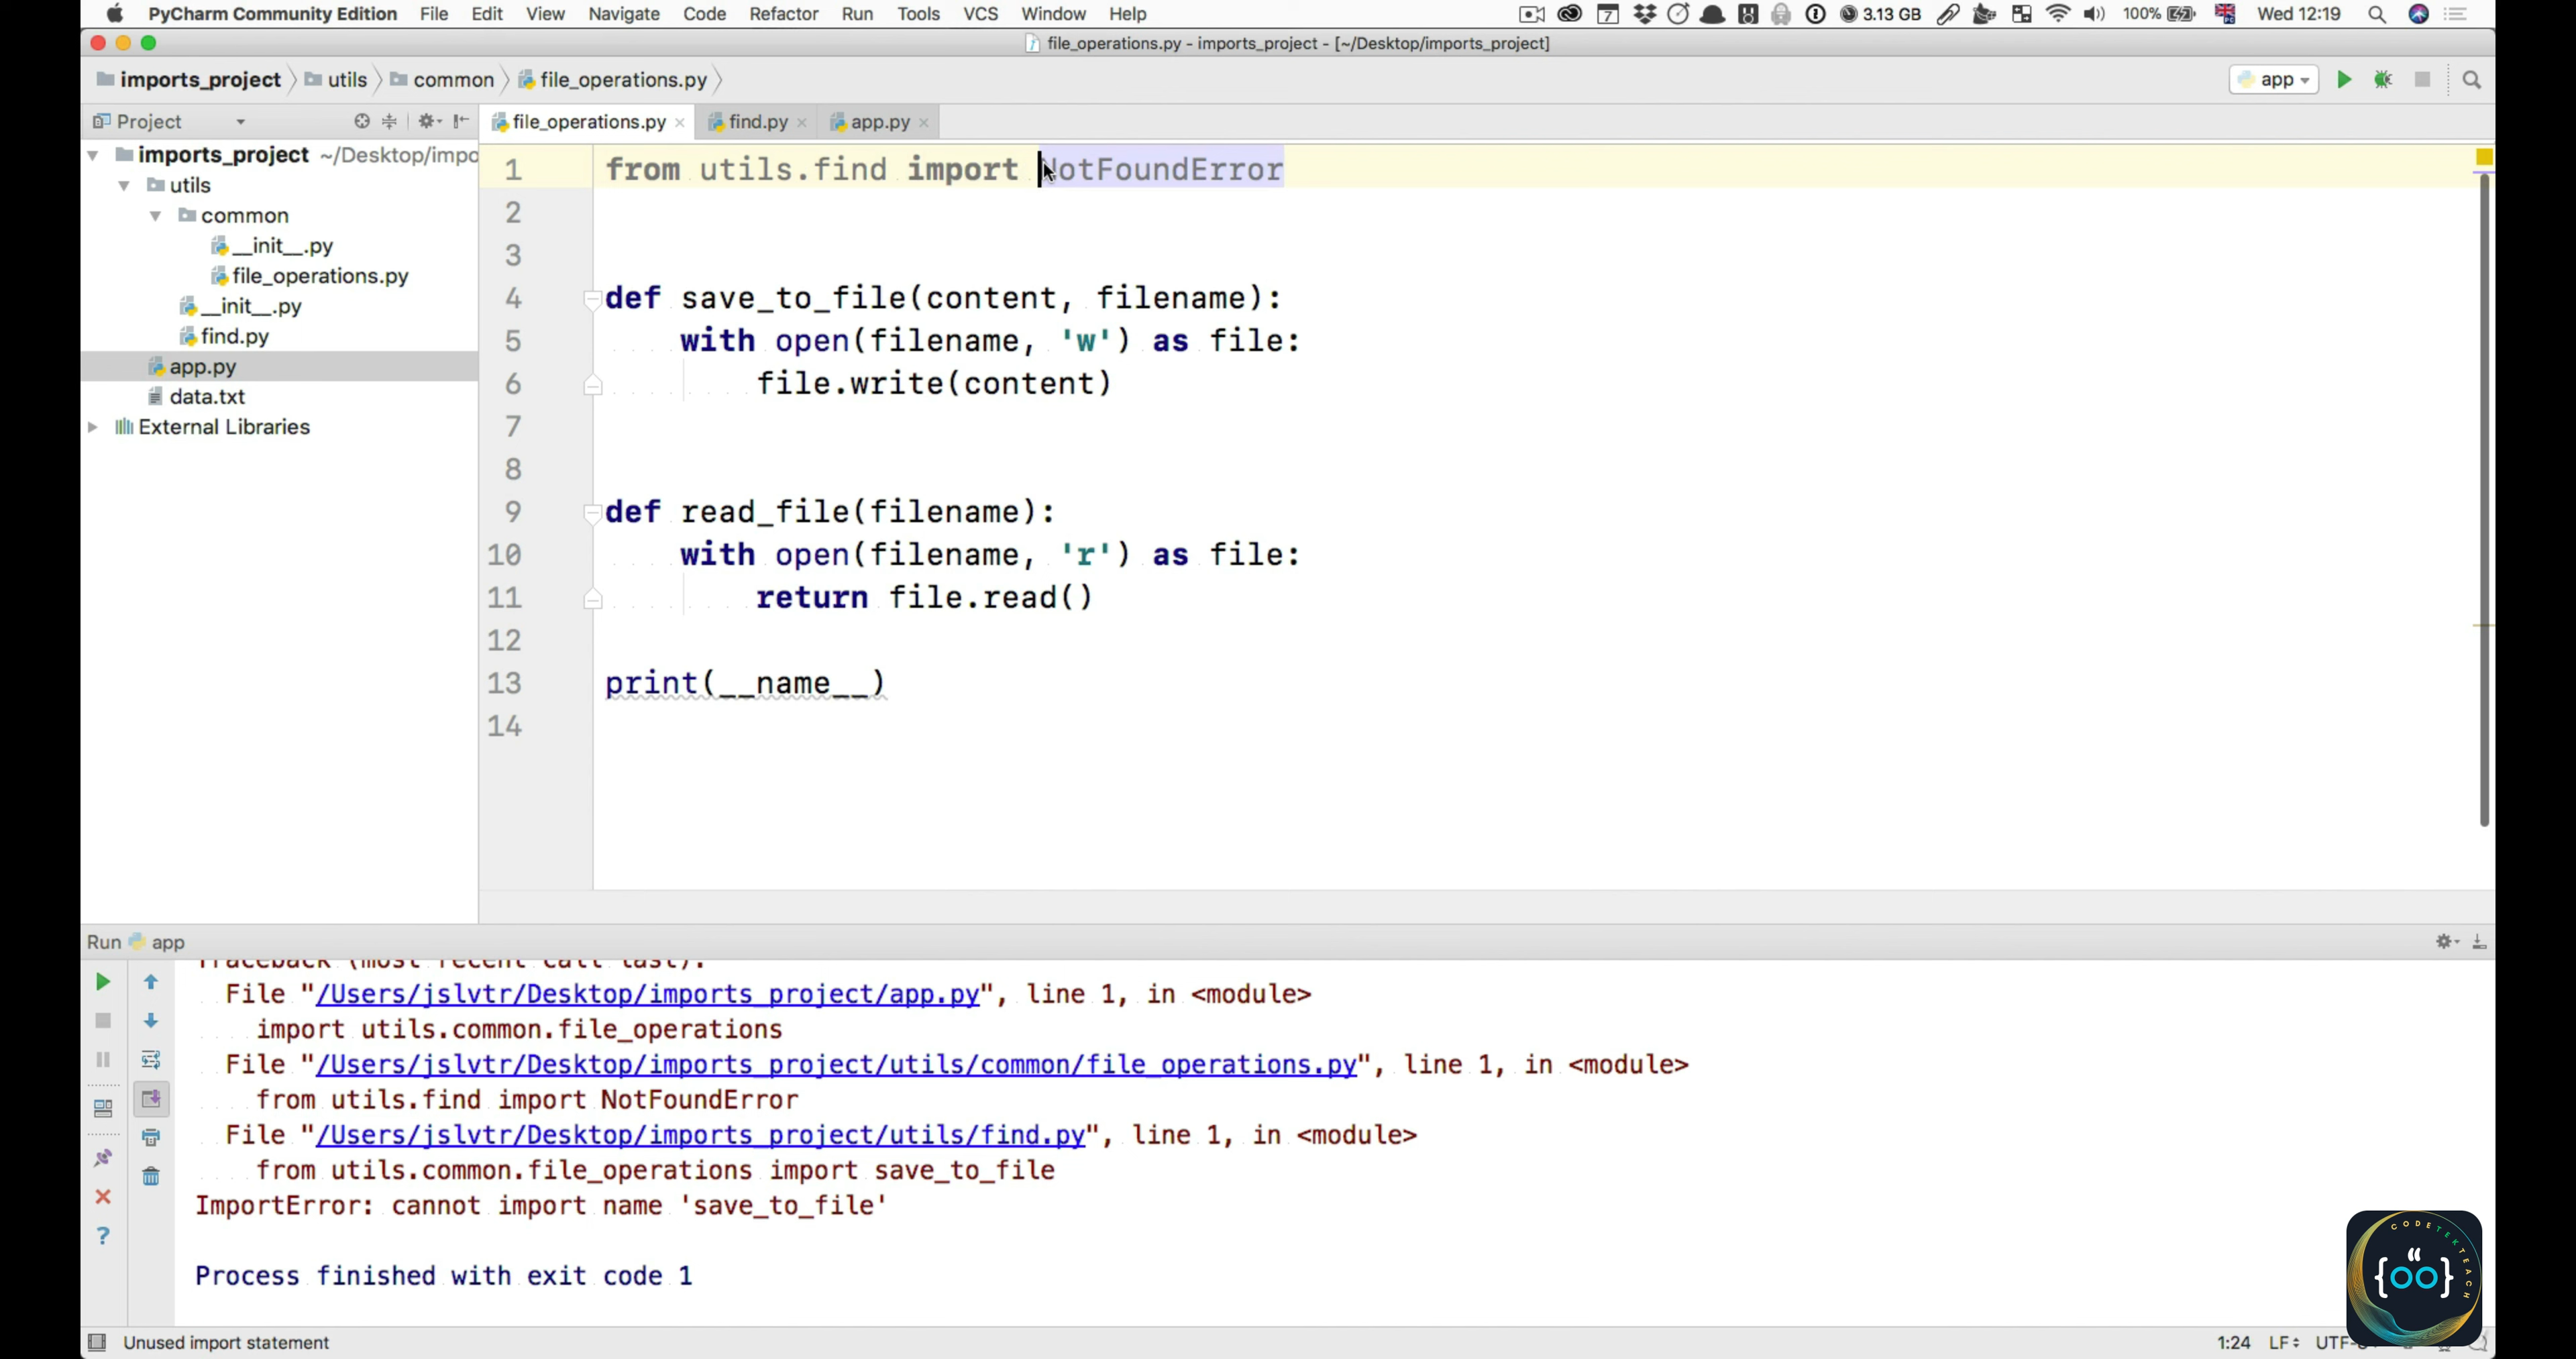 PyCharm Community Edition File Edit View Navigate Code Refactor Run Tools VCS Window Help 7 3.13 GB 100% Wed 12:19
file_operations.py - imports_project - [~/Desktop/imports_project]
imports_project utils common file_operations.py app
Project file_operations.py find.py app.py
imports_project ~/Desktop/impo
utils
common
__init__.py
file_operations.py
__init__.py
find.py
app.py
data.txt
External Libraries
1 from utils.find import NotFoundError
2
3
4 def save_to_file(content, filename):
5 with open(filename, 'w') as file:
6 file.write(content)
7
8
9 def read_file(filename):
10 with open(filename, 'r') as file:
11 return file.read()
12
13 print(__name__)
14
Run app
Traceback (most recent call last):
File "/Users/jslvtr/Desktop/imports_project/app.py", line 1, in <module>
import utils.common.file_operations
File "/Users/jslvtr/Desktop/imports_project/utils/common/file_operations.py", line 1, in <module>
from utils.find import NotFoundError
File "/Users/jslvtr/Desktop/imports_project/utils/find.py", line 1, in <module>
from utils.common.file_operations import save_to_file
ImportError: cannot import name 'save_to_file'
Process finished with exit code 1
CODETEKTEACH
Unused import statement 1:24 LF UTF-